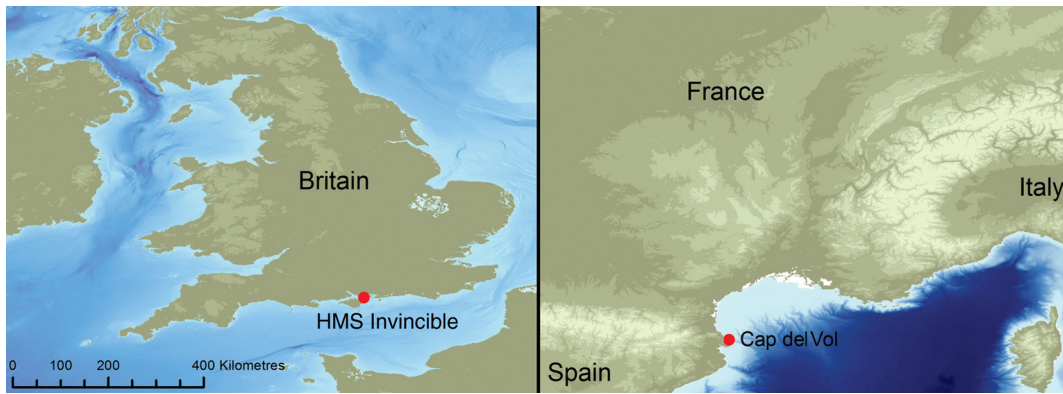 Britain
HMS Invincible
0 100 200 400 Kilometres
France
Italy
Cap del Vol
Spain